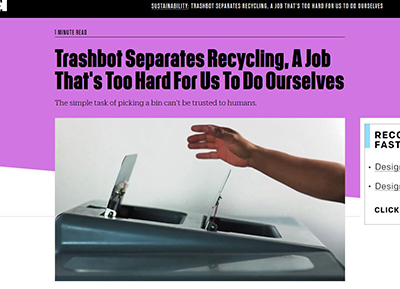 SUSTAINABILITY: TRASHBOT SEPARATES RECYCLING, A JOB THAT'S TOO HARD FOR US TO DO OURSELVES
1 MINUTE READ
Trashbot Separates Recycling, A Job
That's Too Hard For Us To Do Ourselves
The simple task of picking a bin can't be trusted to humans.
RECO
FAST
• Design
• Design
CLICK